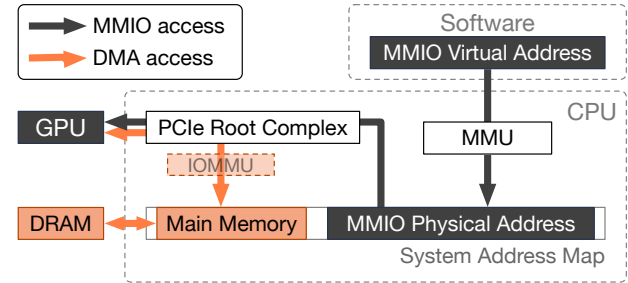 MMIO access
DMA access
Software
MMIO Virtual Address
CPU
GPU
PCIe Root Complex
MMU
IOMMU
DRAM
Main Memory
MMIO Physical Address
System Address Map